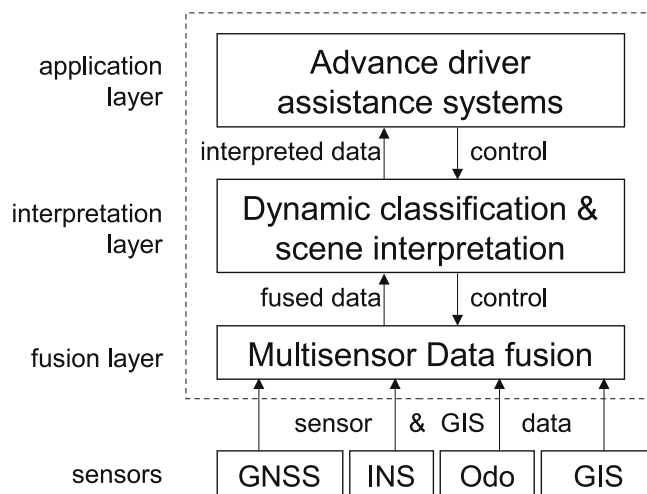 application
layer
Advance driver
assistance systems
interpreted data
control
interpretation
layer
Dynamic classification &
scene interpretation
fused data
control
fusion layer
Multisensor Data fusion
sensor & GIS data
sensors
GNSS
INS
Odo
GIS